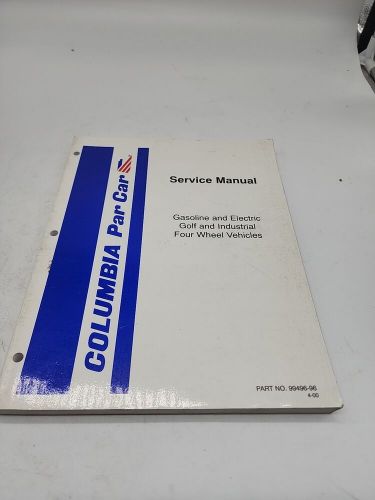 COLUMBIA Par Car
Service Manual
Gasoline and Electric
Golf and Industrial
Four Wheel Vehicles
PART NO. 99496-96
4-00